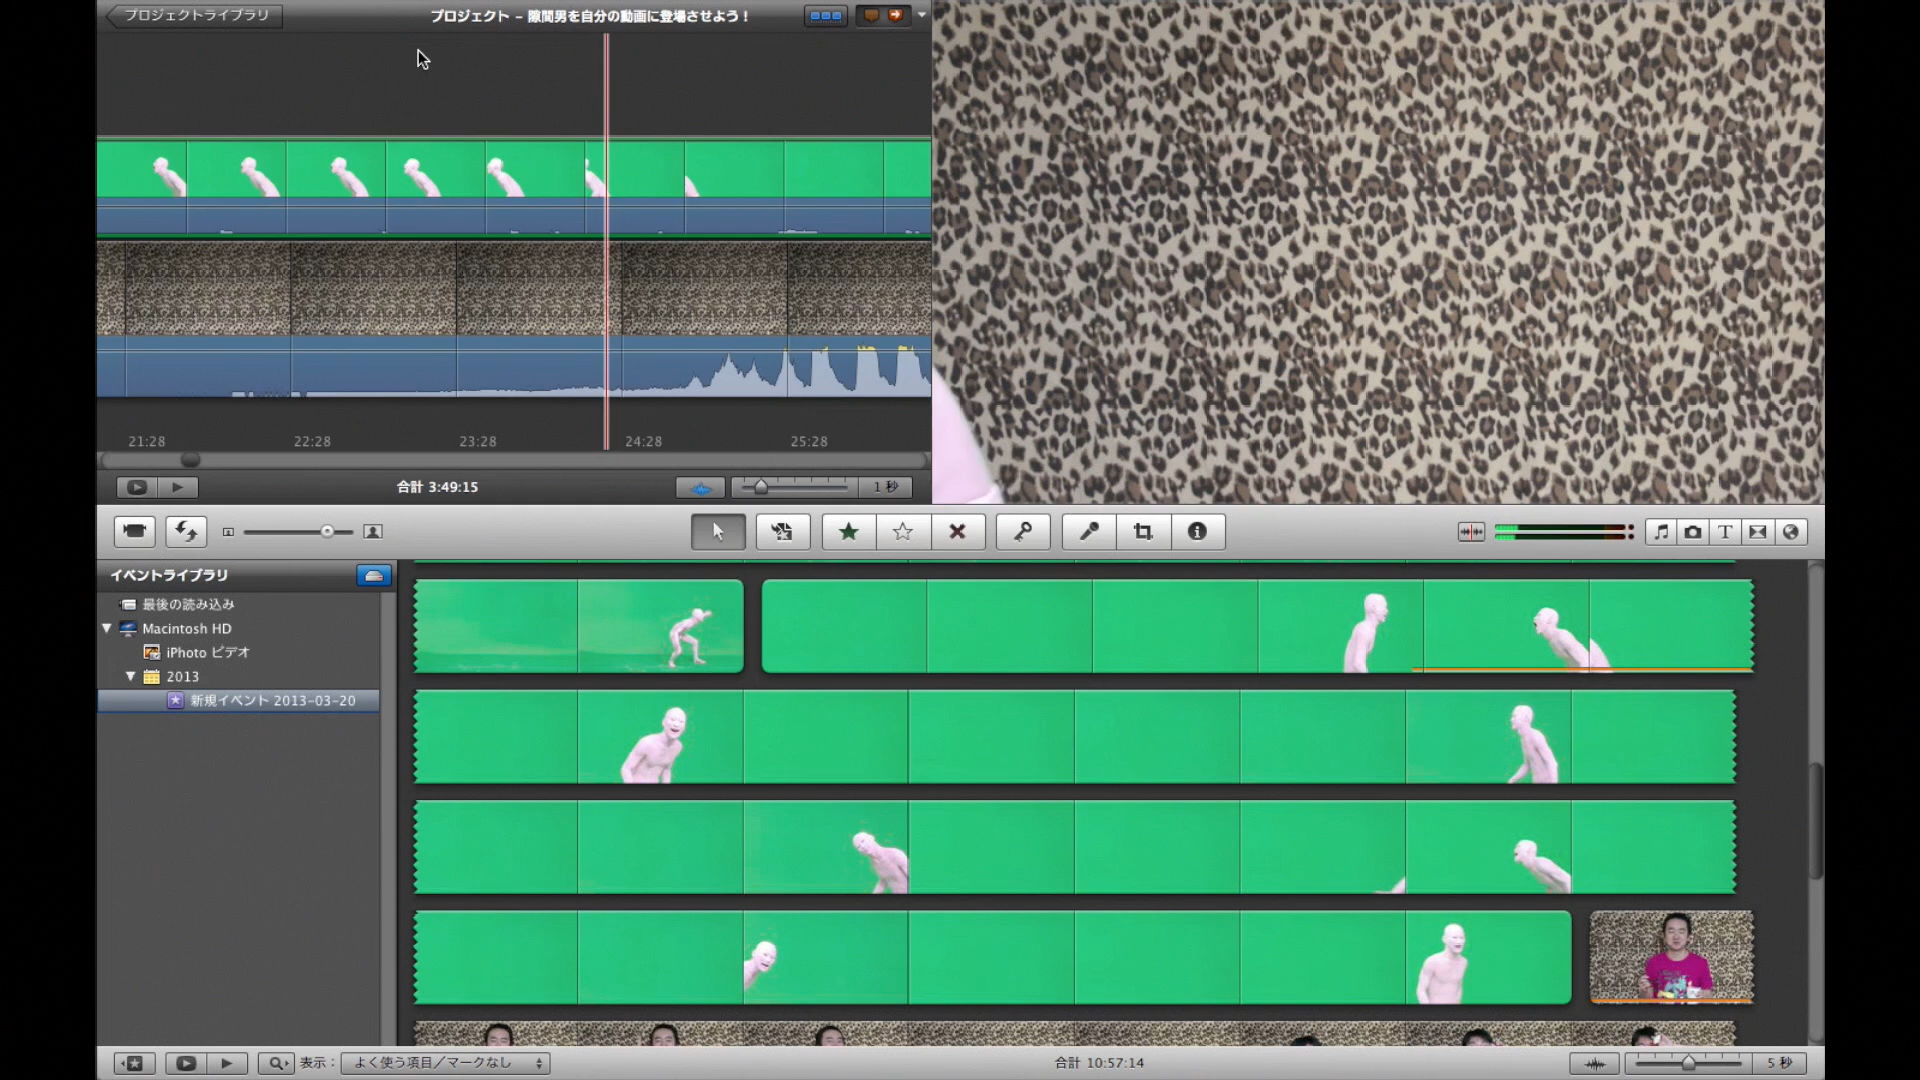 プロジェクトライブラリ
プロジェクト – 隙間男を自分の動画に登場させよう！
21:28
22:28
23:28
24:28
25:28
合計 3:49:15
1 秒
イベントライブラリ
最後の読み込み
Macintosh HD
iPhoto ビデオ
2013
新規イベント 2013-03-20
表示：
よく使う項目／マークなし
合計 10:57:14
5 秒